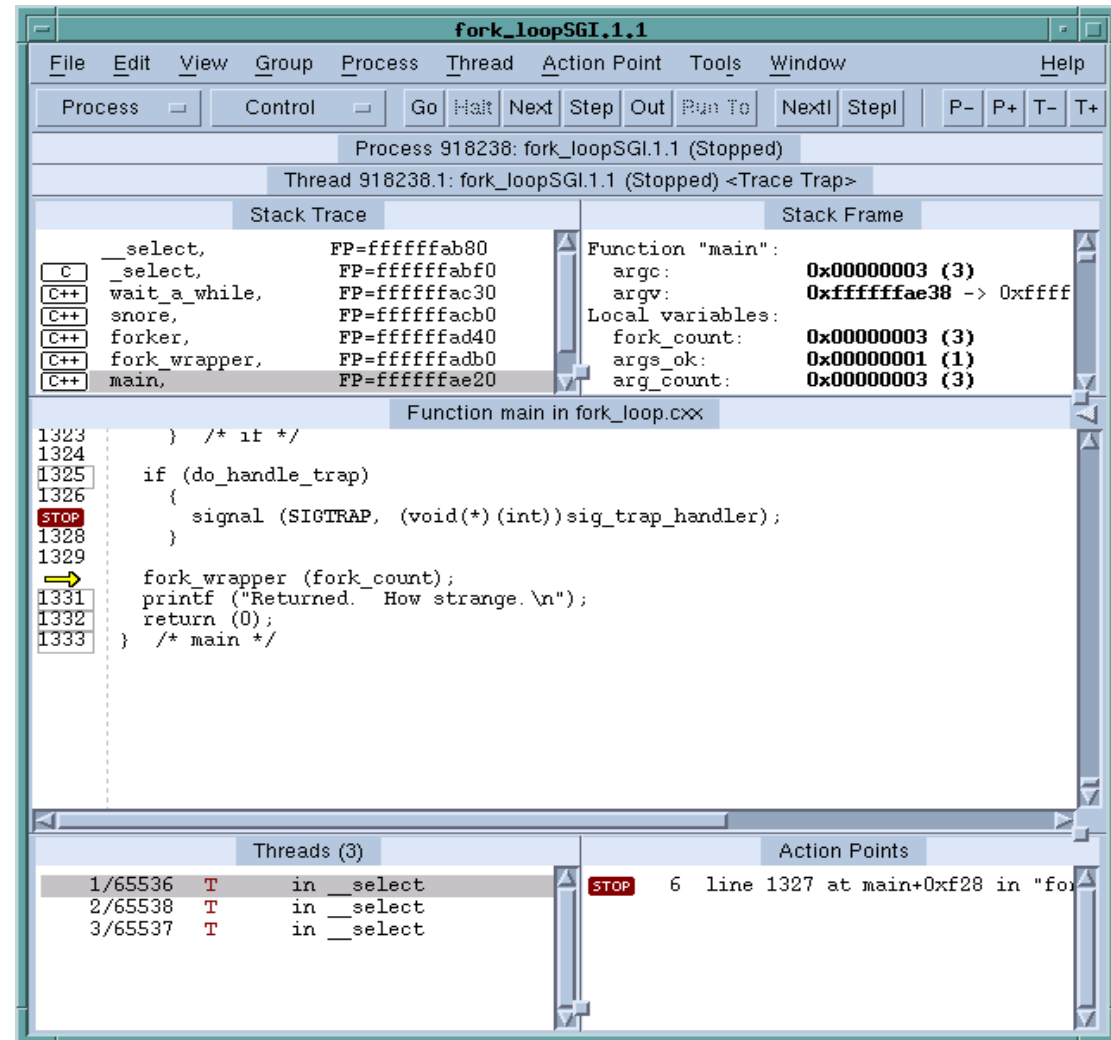 fork_loopSGI.1.1
File Edit View Group Process Thread Action Point Tools Window Help
Process Control Go Halt Next Step Out Run To NextI StepI P- P+ T- T+
Process 918238: fork_loopSGI.1.1 (Stopped)
Thread 918238.1: fork_loopSGI.1.1 (Stopped) <Trace Trap>
Stack Trace
__select, FP=ffffffab80
C _select, FP=ffffffabf0
C++ wait_a_while, FP=ffffffac30
C++ snore, FP=ffffffacb0
C++ forker, FP=ffffffad40
C++ fork_wrapper, FP=ffffffadb0
C++ main, FP=ffffffae20
Stack Frame
Function "main":
argc: 0x00000003 (3)
argv: 0xffffffae38 -> 0xffff
Local variables:
fork_count: 0x00000003 (3)
args_ok: 0x00000001 (1)
arg_count: 0x00000003 (3)
Function main in fork_loop.cxx
1323 } /* if */
1324
1325 if (do_handle_trap)
1326 {
STOP signal (SIGTRAP, (void(*)(int))sig_trap_handler);
1328 }
1329
fork_wrapper (fork_count);
1331 printf ("Returned. How strange.\n");
1332 return (0);
1333 } /* main */
Threads (3)
1/65536 T in __select
2/65538 T in __select
3/65537 T in __select
Action Points
STOP 6 line 1327 at main+0xf28 in "for